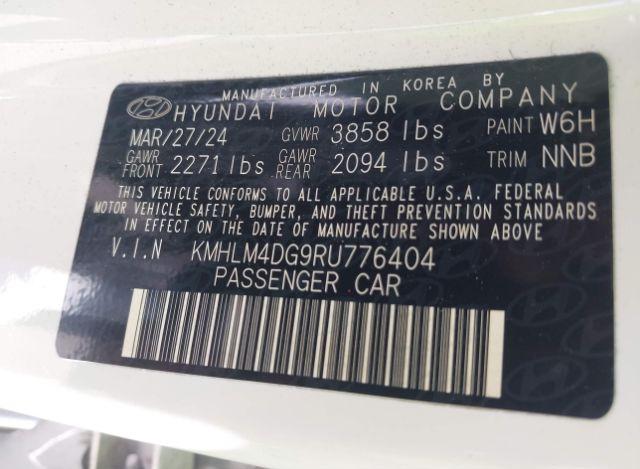 MANUFACTURED IN KOREA BY
HYUNDAI MOTOR COMPANY
MAR/27/24 GVWR 3858 lbs PAINT W6H
GAWR FRONT 2271 lbs GAWR REAR 2094 lbs TRIM NNB
THIS VEHICLE CONFORMS TO ALL APPLICABLE U.S.A. FEDERAL
MOTOR VEHICLE SAFETY, BUMPER, AND THEFT PREVENTION STANDARDS
IN EFFECT ON THE DATE OF MANUFACTURE SHOWN ABOVE
V.I.N KMHLM4DG9RU776404
PASSENGER CAR